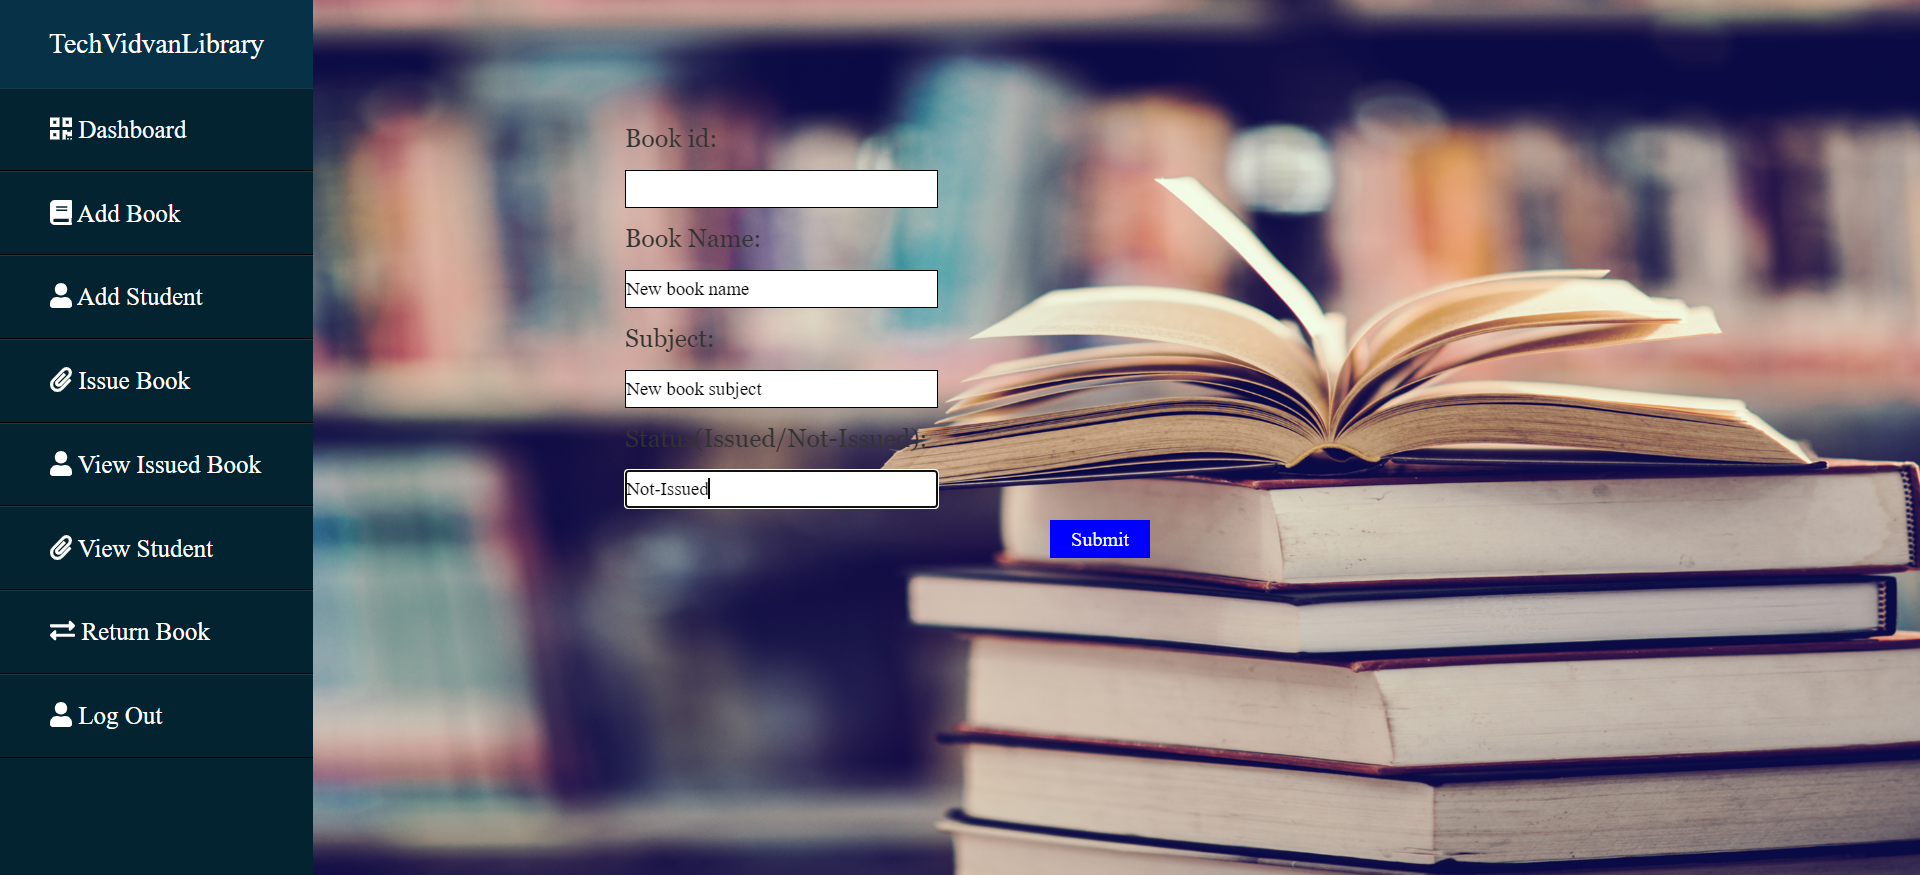 TechVidvanLibrary
Dashboard
Add Book
Add Student
Issue Book
View Issued Book
View Student
Return Book
Log Out
Book id:
Book Name:
New book name
Subject:
New book subject
Status(Issued/Not-Issued):
Not-Issued
Submit